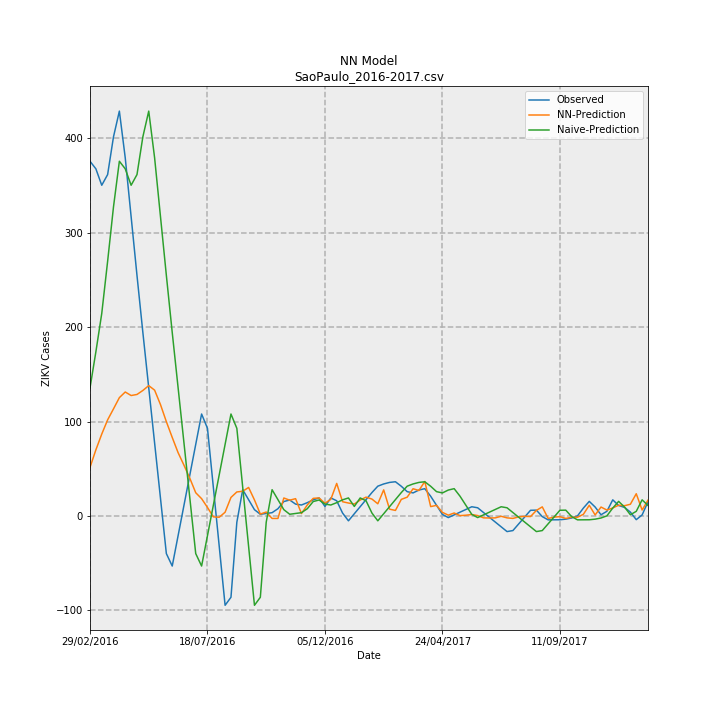 NN Model
SaoPaulo_2016-2017.csv
Observed
NN-Prediction
Naive-Prediction
ZIKV Cases
400
300
200
100
0
−100
29/02/2016
18/07/2016
05/12/2016
24/04/2017
11/09/2017
Date